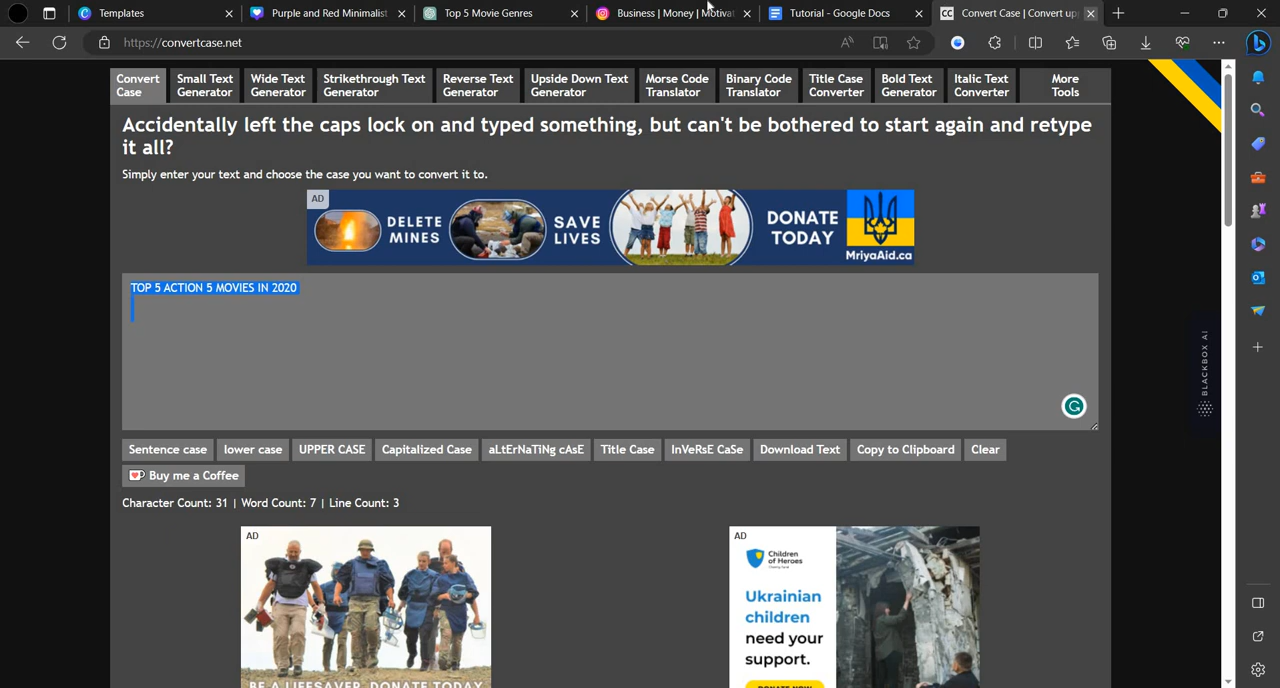 Templates
Purple and Red Minimalist
Top 5 Movie Genres
Business | Money | Motivat
Tutorial - Google Docs
CC Convert Case | Convert up
https://convertcase.net
Convert Case
Small Text Generator
Wide Text Generator
Strikethrough Text Generator
Reverse Text Generator
Upside Down Text Generator
Morse Code Translator
Binary Code Translator
Title Case Converter
Bold Text Generator
Italic Text Converter
More Tools
Accidentally left the caps lock on and typed something, but can't be bothered to start again and retype
it all?
Simply enter your text and choose the case you want to convert it to.
AD
DELETE MINES
SAVE LIVES
DONATE TODAY
MriyaAid.ca
TOP 5 ACTION 5 MOVIES IN 2020
BLACKBOX AI
Sentence case
lower case
UPPER CASE
Capitalized Case
aLtErNaTiNg cAsE
Title Case
InVeRsE CaSe
Download Text
Copy to Clipboard
Clear
Buy me a Coffee
Character Count: 31 | Word Count: 7 | Line Count: 3
AD
BE A LIFESAVER. DONATE TODAY
AD
Children of Heroes
Ukrainian
children
need your
support.
DONATE NOW